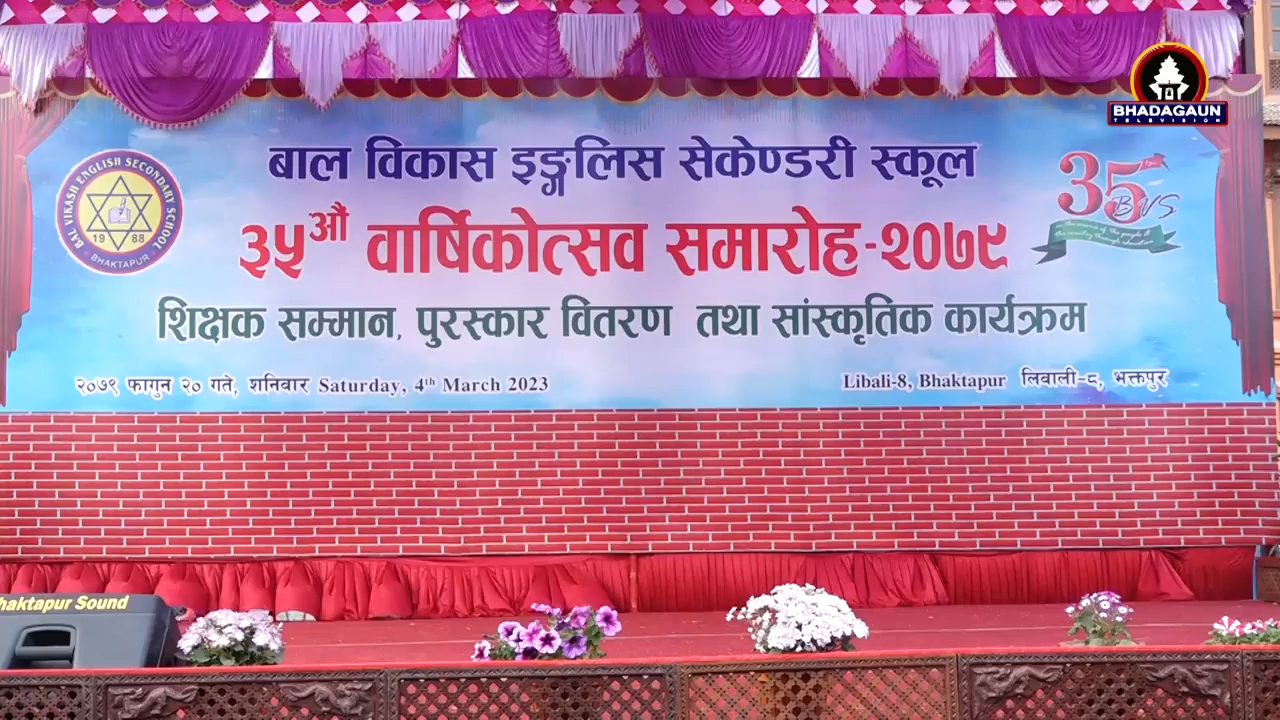 BHADAGAUN
TELEVISION
बाल विकास इङ्गलिस सेकेण्डरी स्कूल
BAL VIKASH ENGLISH SECONDARY SCHOOL
1988
BHAKTAPUR
35
BVS
३५औं वार्षिकोत्सव समारोह-२०७९
शिक्षक सम्मान, पुरस्कार वितरण तथा सांस्कृतिक कार्यक्रम
२०७९ फागुन २० गते, शनिवार Saturday, 4th March 2023
Libali-8, Bhaktapur लिवाली-८, भक्तपुर
haktapur Sound